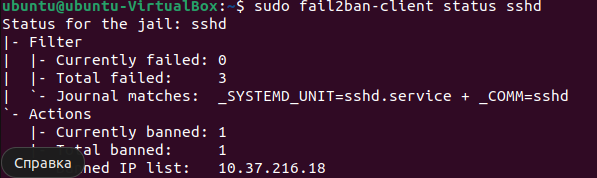 ubuntu@ubuntu-VirtualBox:~$ sudo fail2ban-client status sshd
Status for the jail: sshd
|- Filter
|  |- Currently failed: 0
|  |- Total failed:     3
|  `- Journal matches:  _SYSTEMD_UNIT=sshd.service + _COMM=sshd
`- Actions
   |- Currently banned: 1
tal banned:     1
Справка
ned IP list:   10.37.216.18